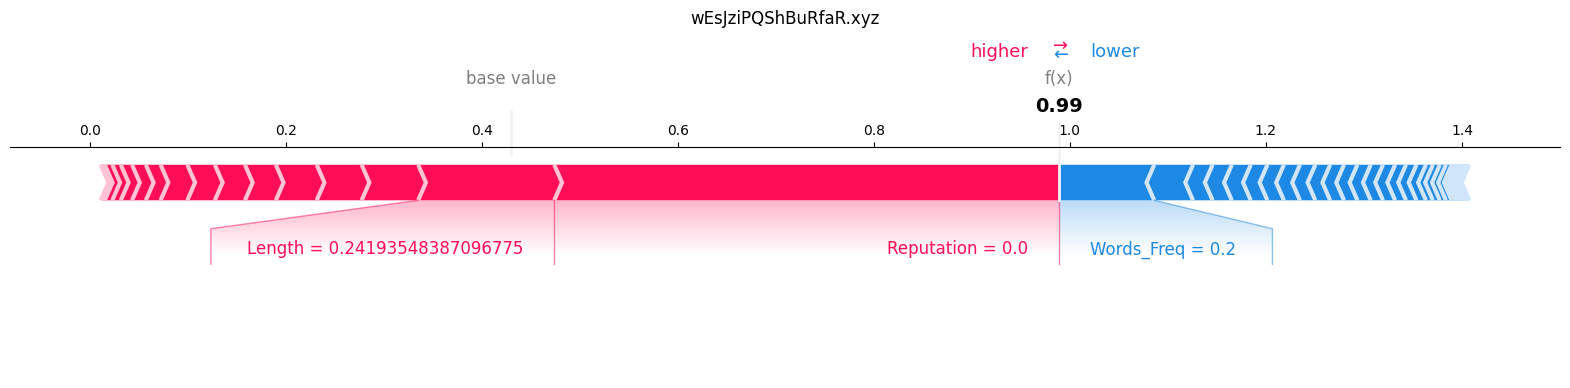 wEsJziPQShBuRfaR.xyz
higher ⇄ lower
base value f(x)
0.99
0.0 0.2 0.4 0.6 0.8 1.0 1.2 1.4
Length = 0.24193548387096775 Reputation = 0.0 Words_Freq = 0.2